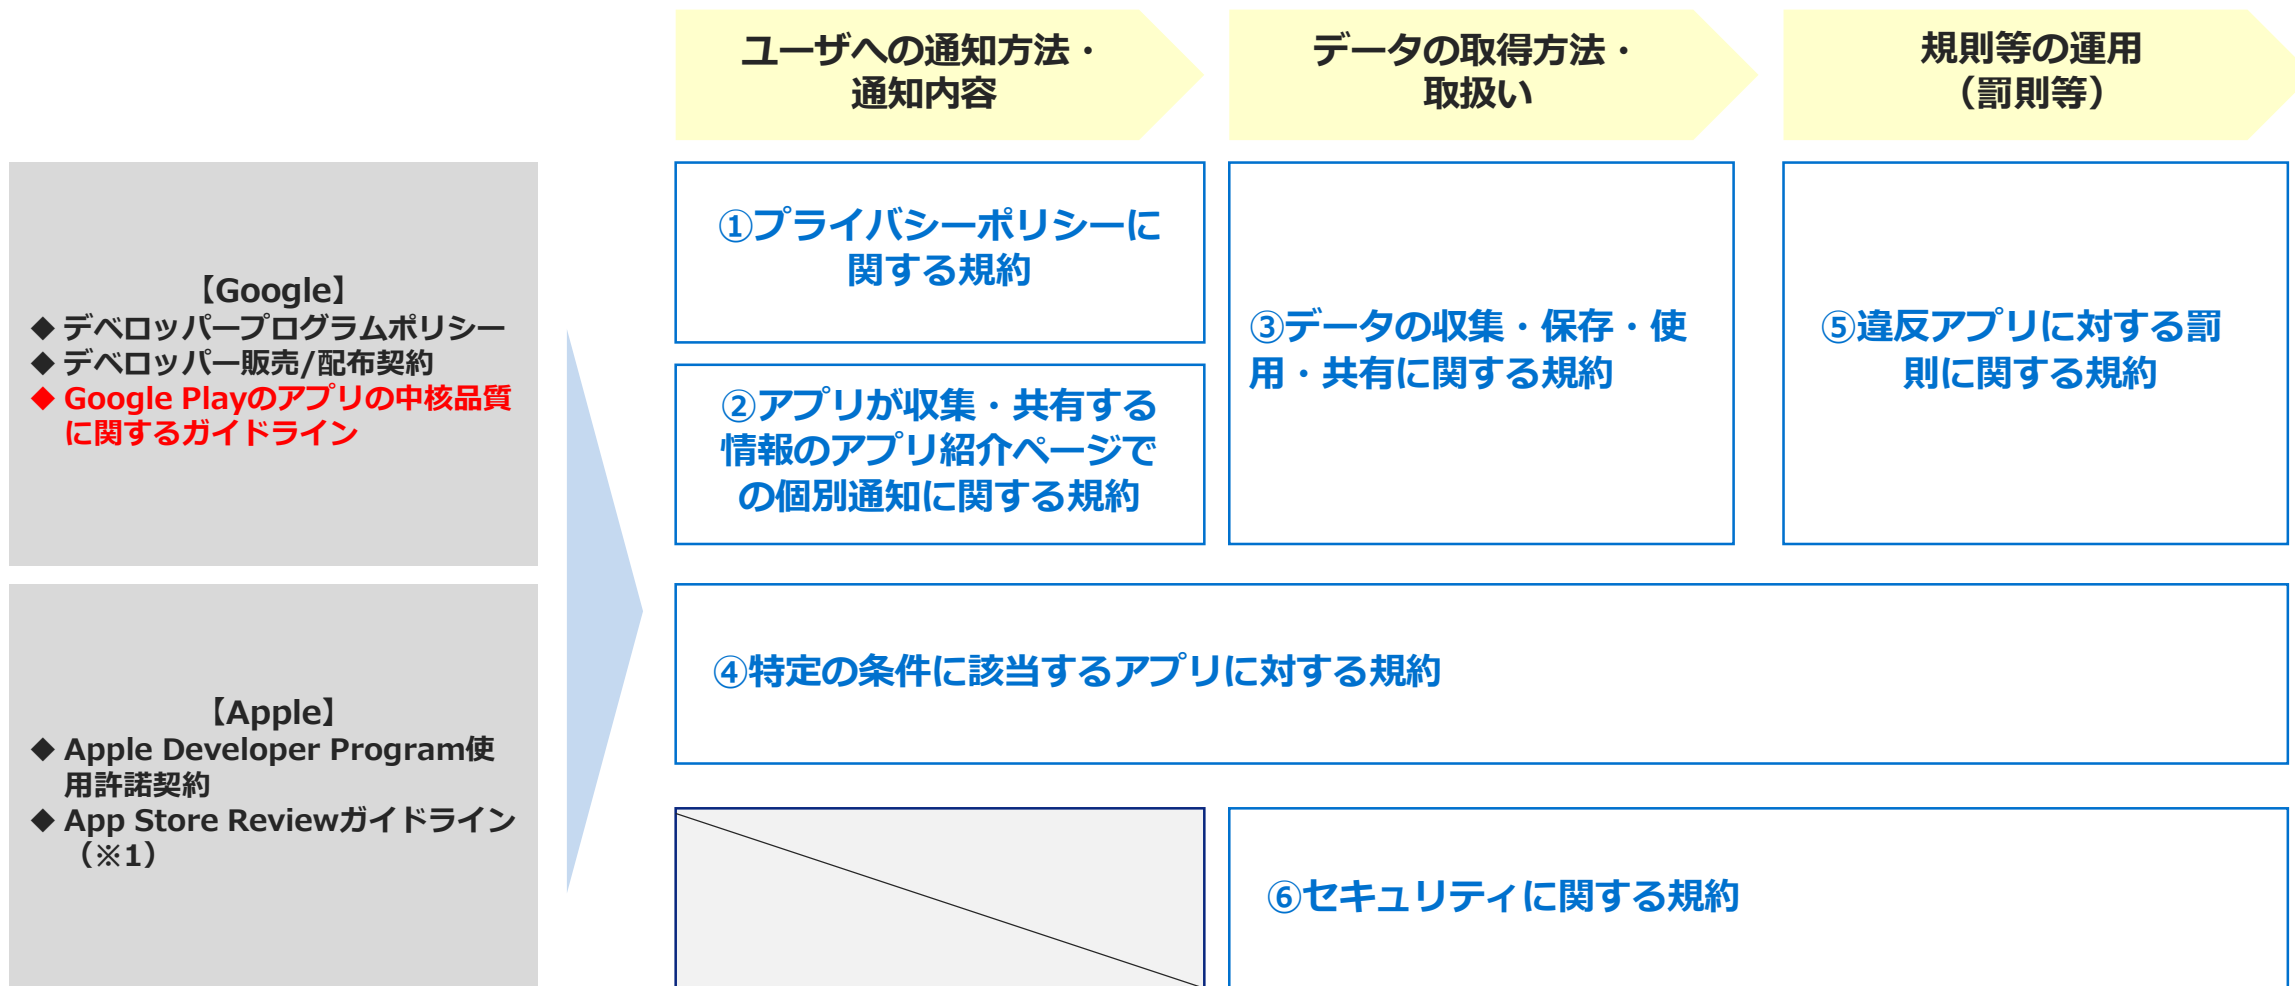 ユーザへの通知方法・
通知内容
データの取得方法・
取扱い
規則等の運用
（罰則等）
【Google】
◆ デベロッパープログラムポリシー
◆ デベロッパー販売/配布契約
◆ Google Playのアプリの中核品質
に関するガイドライン
【Apple】
◆ Apple Developer Program使
用許諾契約
◆ App Store Reviewガイドライン
（※1）
①プライバシーポリシーに
関する規約
②アプリが収集・共有する
情報のアプリ紹介ページで
の個別通知に関する規約
③データの収集・保存・使
用・共有に関する規約
⑤違反アプリに対する罰
則に関する規約
④特定の条件に該当するアプリに対する規約
⑥セキュリティに関する規約